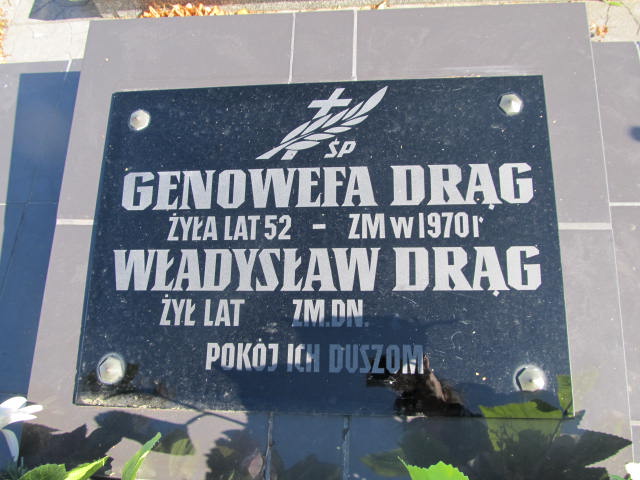 ŚP
GENOWEFA DRĄG
ŻYŁA LAT 52 - ZM w 1970 r
WŁADYSŁAW DRĄG
ŻYŁ LAT ZM. DN.
POKÓJ ICH DUSZOM